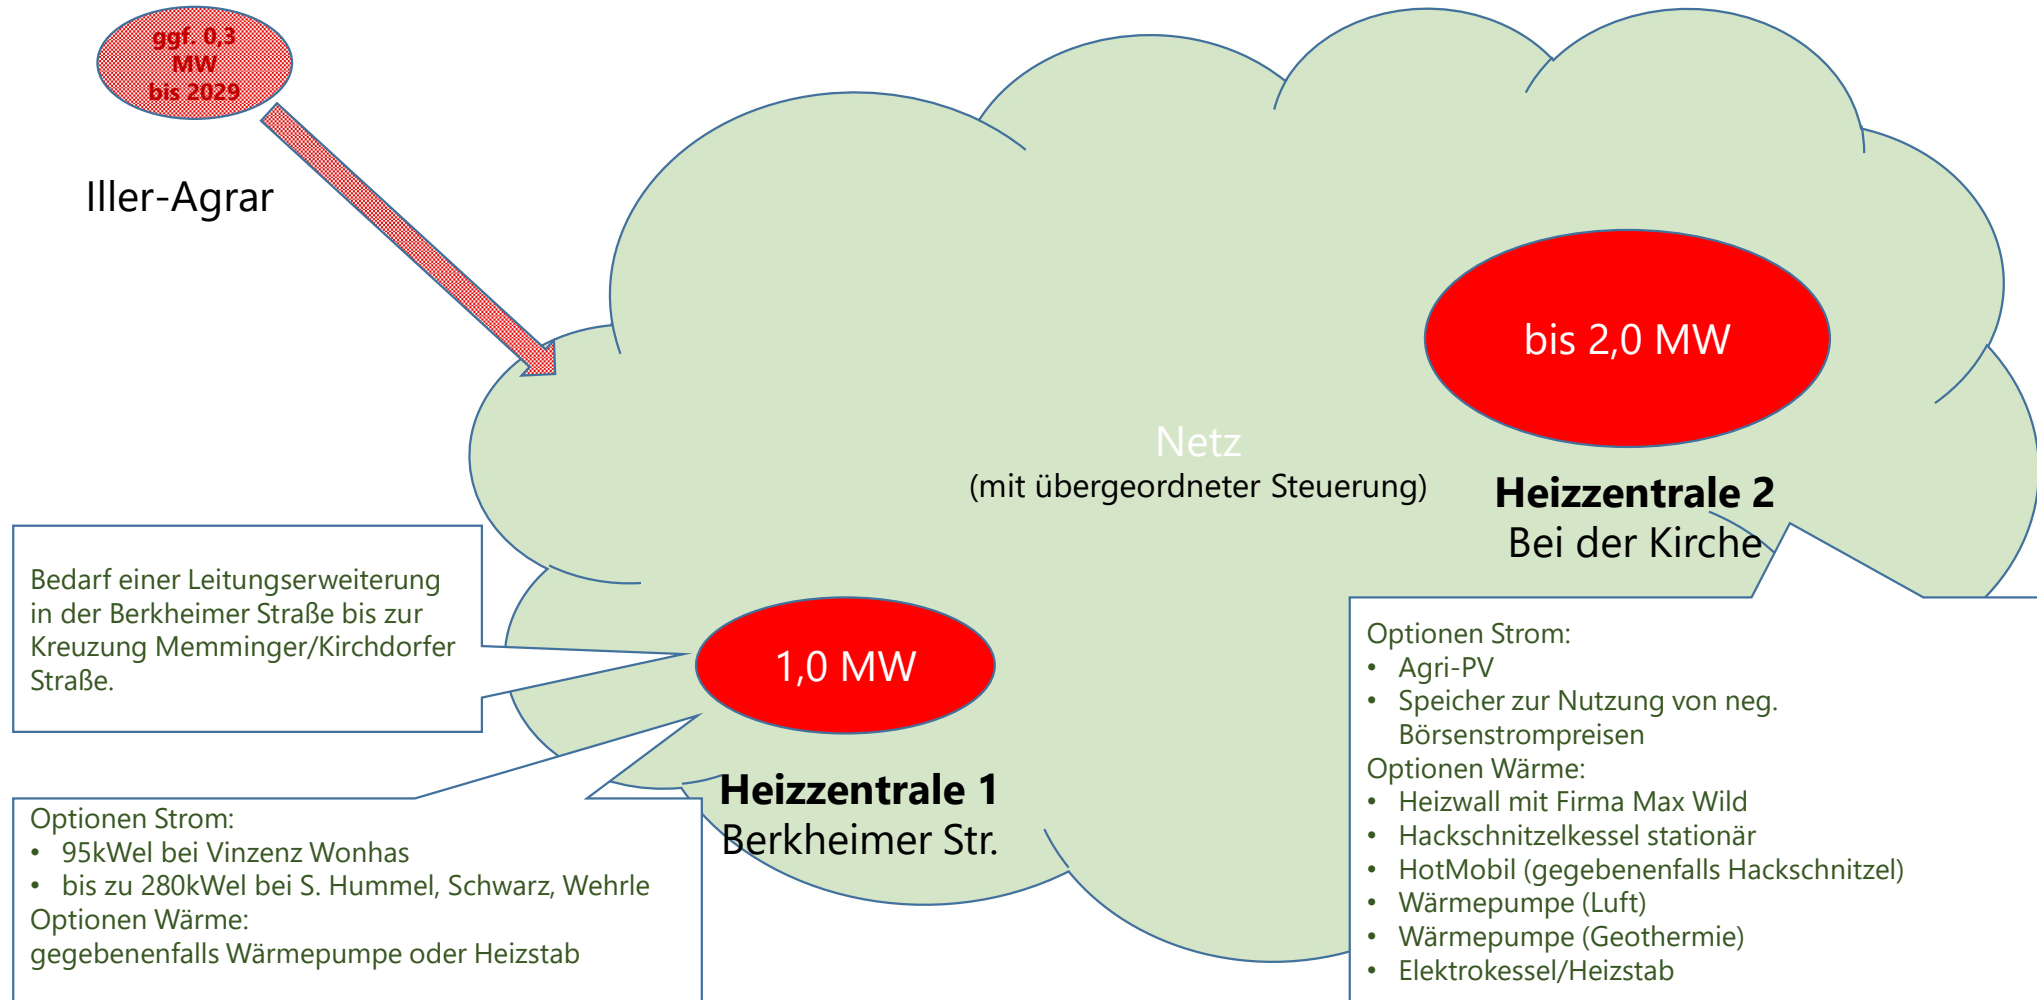 ggf. 0,3
MW
bis 2029
Iller-Agrar
bis 2,0 MW
Netz
(mit übergeordneter Steuerung)
Heizzentrale 2
Bei der Kirche
Bedarf einer Leitungserweiterung
in der Berkheimer Straße bis zur
Kreuzung Memminger/Kirchdorfer
Straße.
1,0 MW
Heizzentrale 1
Berkheimer Str.
Optionen Strom:
• 95kWel bei Vinzenz Wonhas
• bis zu 280kWel bei S. Hummel, Schwarz, Wehrle
Optionen Wärme:
gegebenenfalls Wärmepumpe oder Heizstab
Optionen Strom:
• Agri-PV
• Speicher zur Nutzung von neg.
Börsenstrompreisen
Optionen Wärme:
• Heizwall mit Firma Max Wild
• Hackschnitzelkessel stationär
• HotMobil (gegebenenfalls Hackschnitzel)
• Wärmepumpe (Luft)
• Wärmepumpe (Geothermie)
• Elektrokessel/Heizstab